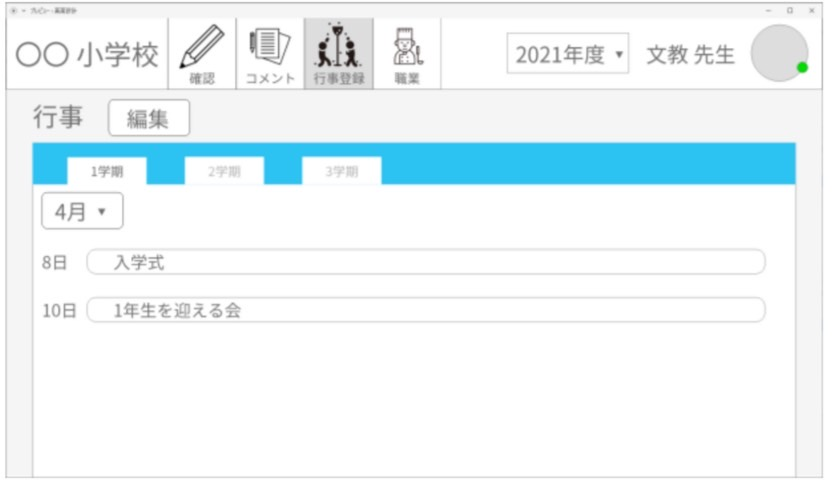 〇〇 小学校
確認
コメント
行事登録
職業
2021年度 ▼
文教 先生
行事
編集
1学期
2学期
3学期
4月 ▼
8日 入学式
10日 1年生を迎える会